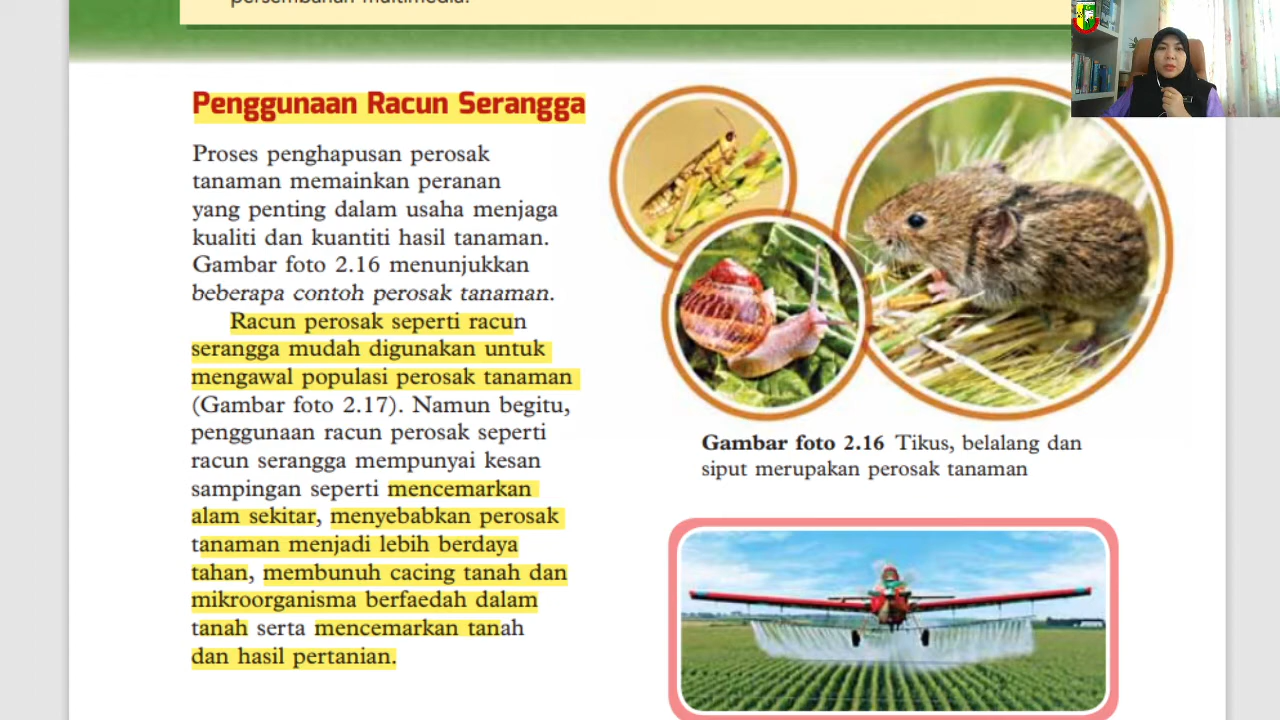 persembahan multimedia.
Penggunaan Racun Serangga
Proses penghapusan perosak
tanaman memainkan peranan
yang penting dalam usaha menjaga
kualiti dan kuantiti hasil tanaman.
Gambar foto 2.16 menunjukkan
beberapa contoh perosak tanaman.
Racun perosak seperti racun
serangga mudah digunakan untuk
mengawal populasi perosak tanaman
(Gambar foto 2.17). Namun begitu,
penggunaan racun perosak seperti
racun serangga mempunyai kesan
sampingan seperti mencemarkan
alam sekitar, menyebabkan perosak
tanaman menjadi lebih berdaya
tahan, membunuh cacing tanah dan
mikroorganisma berfaedah dalam
tanah serta mencemarkan tanah
dan hasil pertanian.
Gambar foto 2.16 Tikus, belalang dan
siput merupakan perosak tanaman